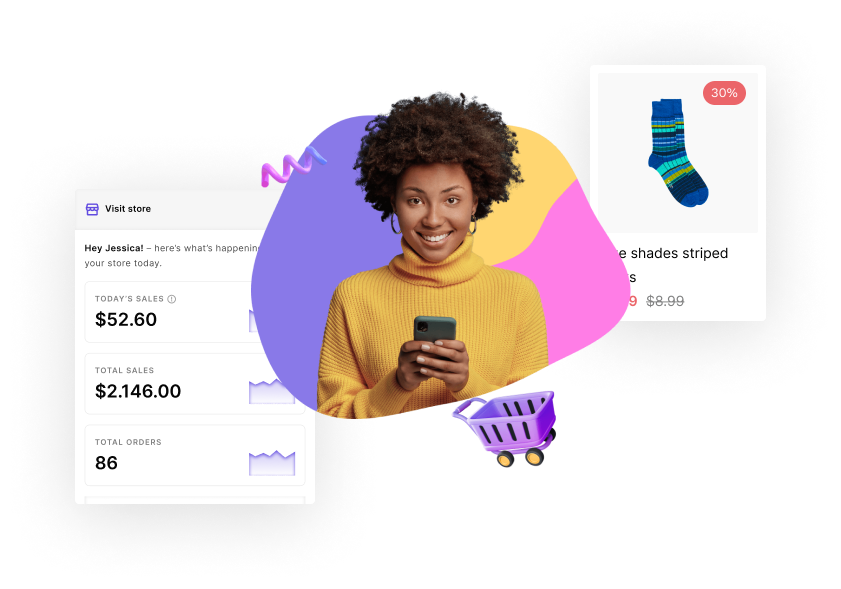 Visit store
Hey Jessica! – here's what's happening
your store today.
TODAY'S SALES
$52.60
TOTAL SALES
$2.146.00
TOTAL ORDERS
86
30%
shades striped
$8.99